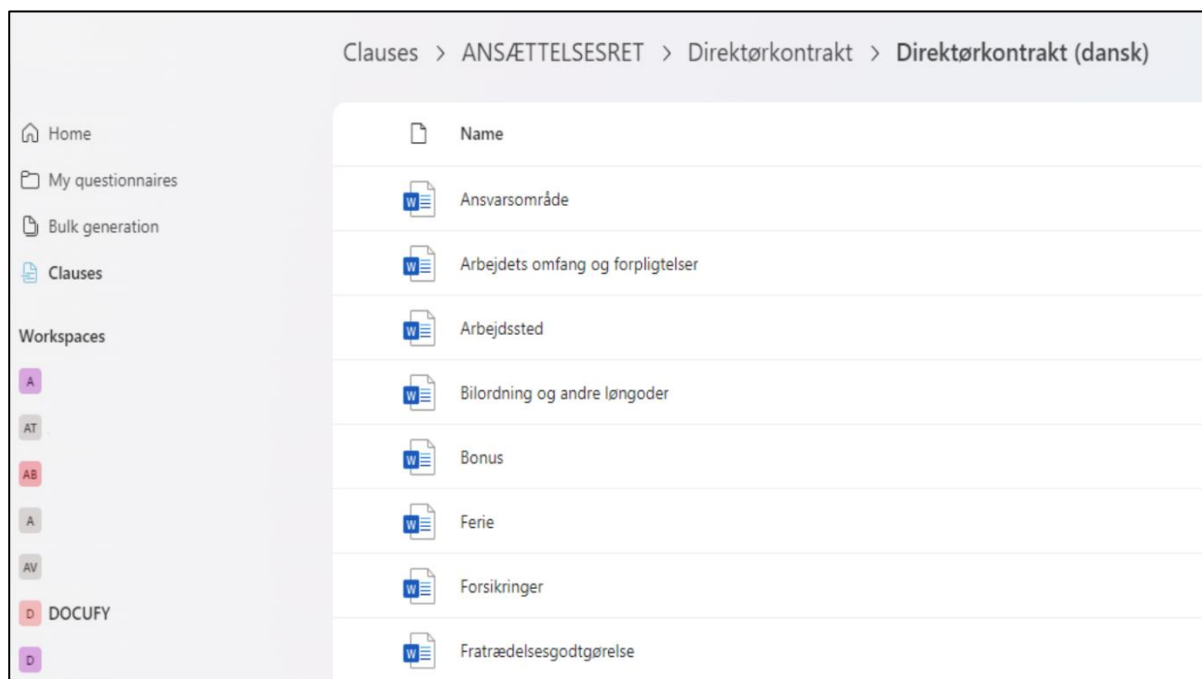 Clauses > ANSÆTTELSESRET > Direktørkontrakt > Direktørkontrakt (dansk)
Home
My questionnaires
Bulk generation
Clauses
Workspaces
A
AT
AB
A
AV
D DOCUFY
D
Name
Ansvarsområde
Arbejdets omfang og forpligtelser
Arbejdssted
Bilordning og andre løngoder
Bonus
Ferie
Forsikringer
Fratrædelsesgodtgørelse